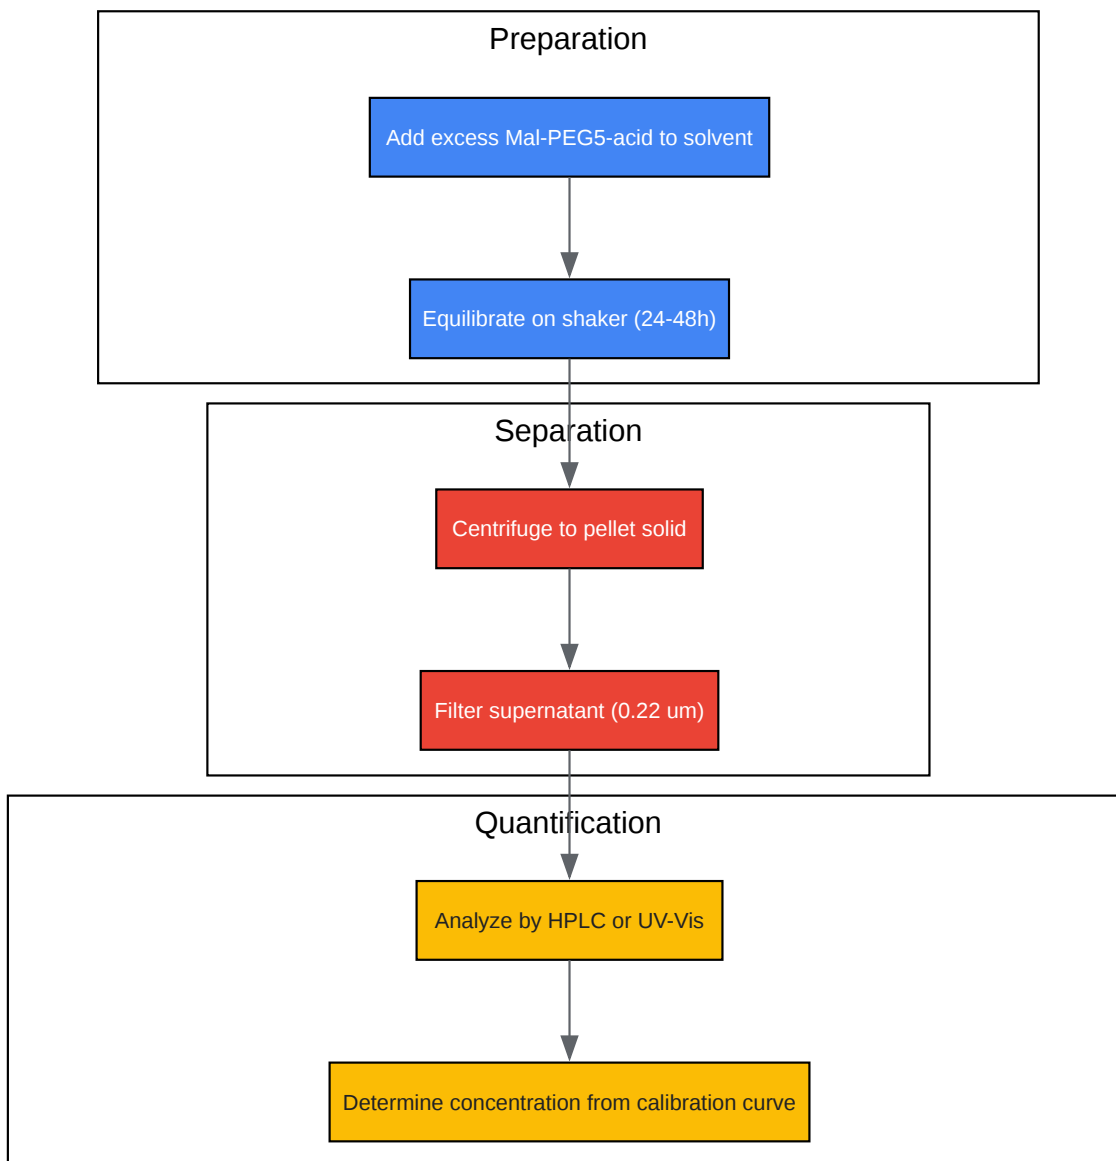 Preparation
Add excess Mal-PEG5-acid to solvent
Equilibrate on shaker (24-48h)
Separation
Centrifuge to pellet solid
Filter supernatant (0.22 um)
Quantification
Analyze by HPLC or UV-Vis
Determine concentration from calibration curve